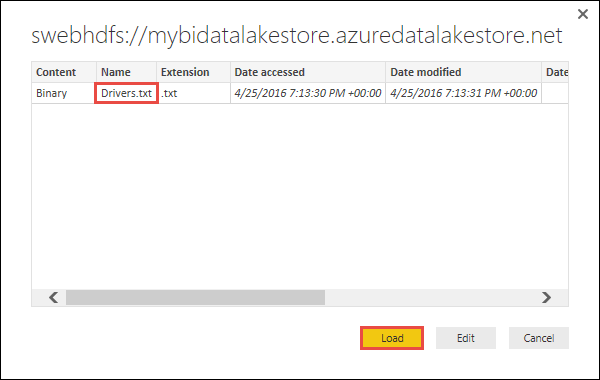 swebhdfs://mybidatalakestore.azuredatalakestore.net
Content Name Extension Date accessed Date modified Date
Binary Drivers.txt .txt 4/25/2016 7:13:30 PM +00:00 4/25/2016 7:13:31 PM +00:00
Load Edit Cancel